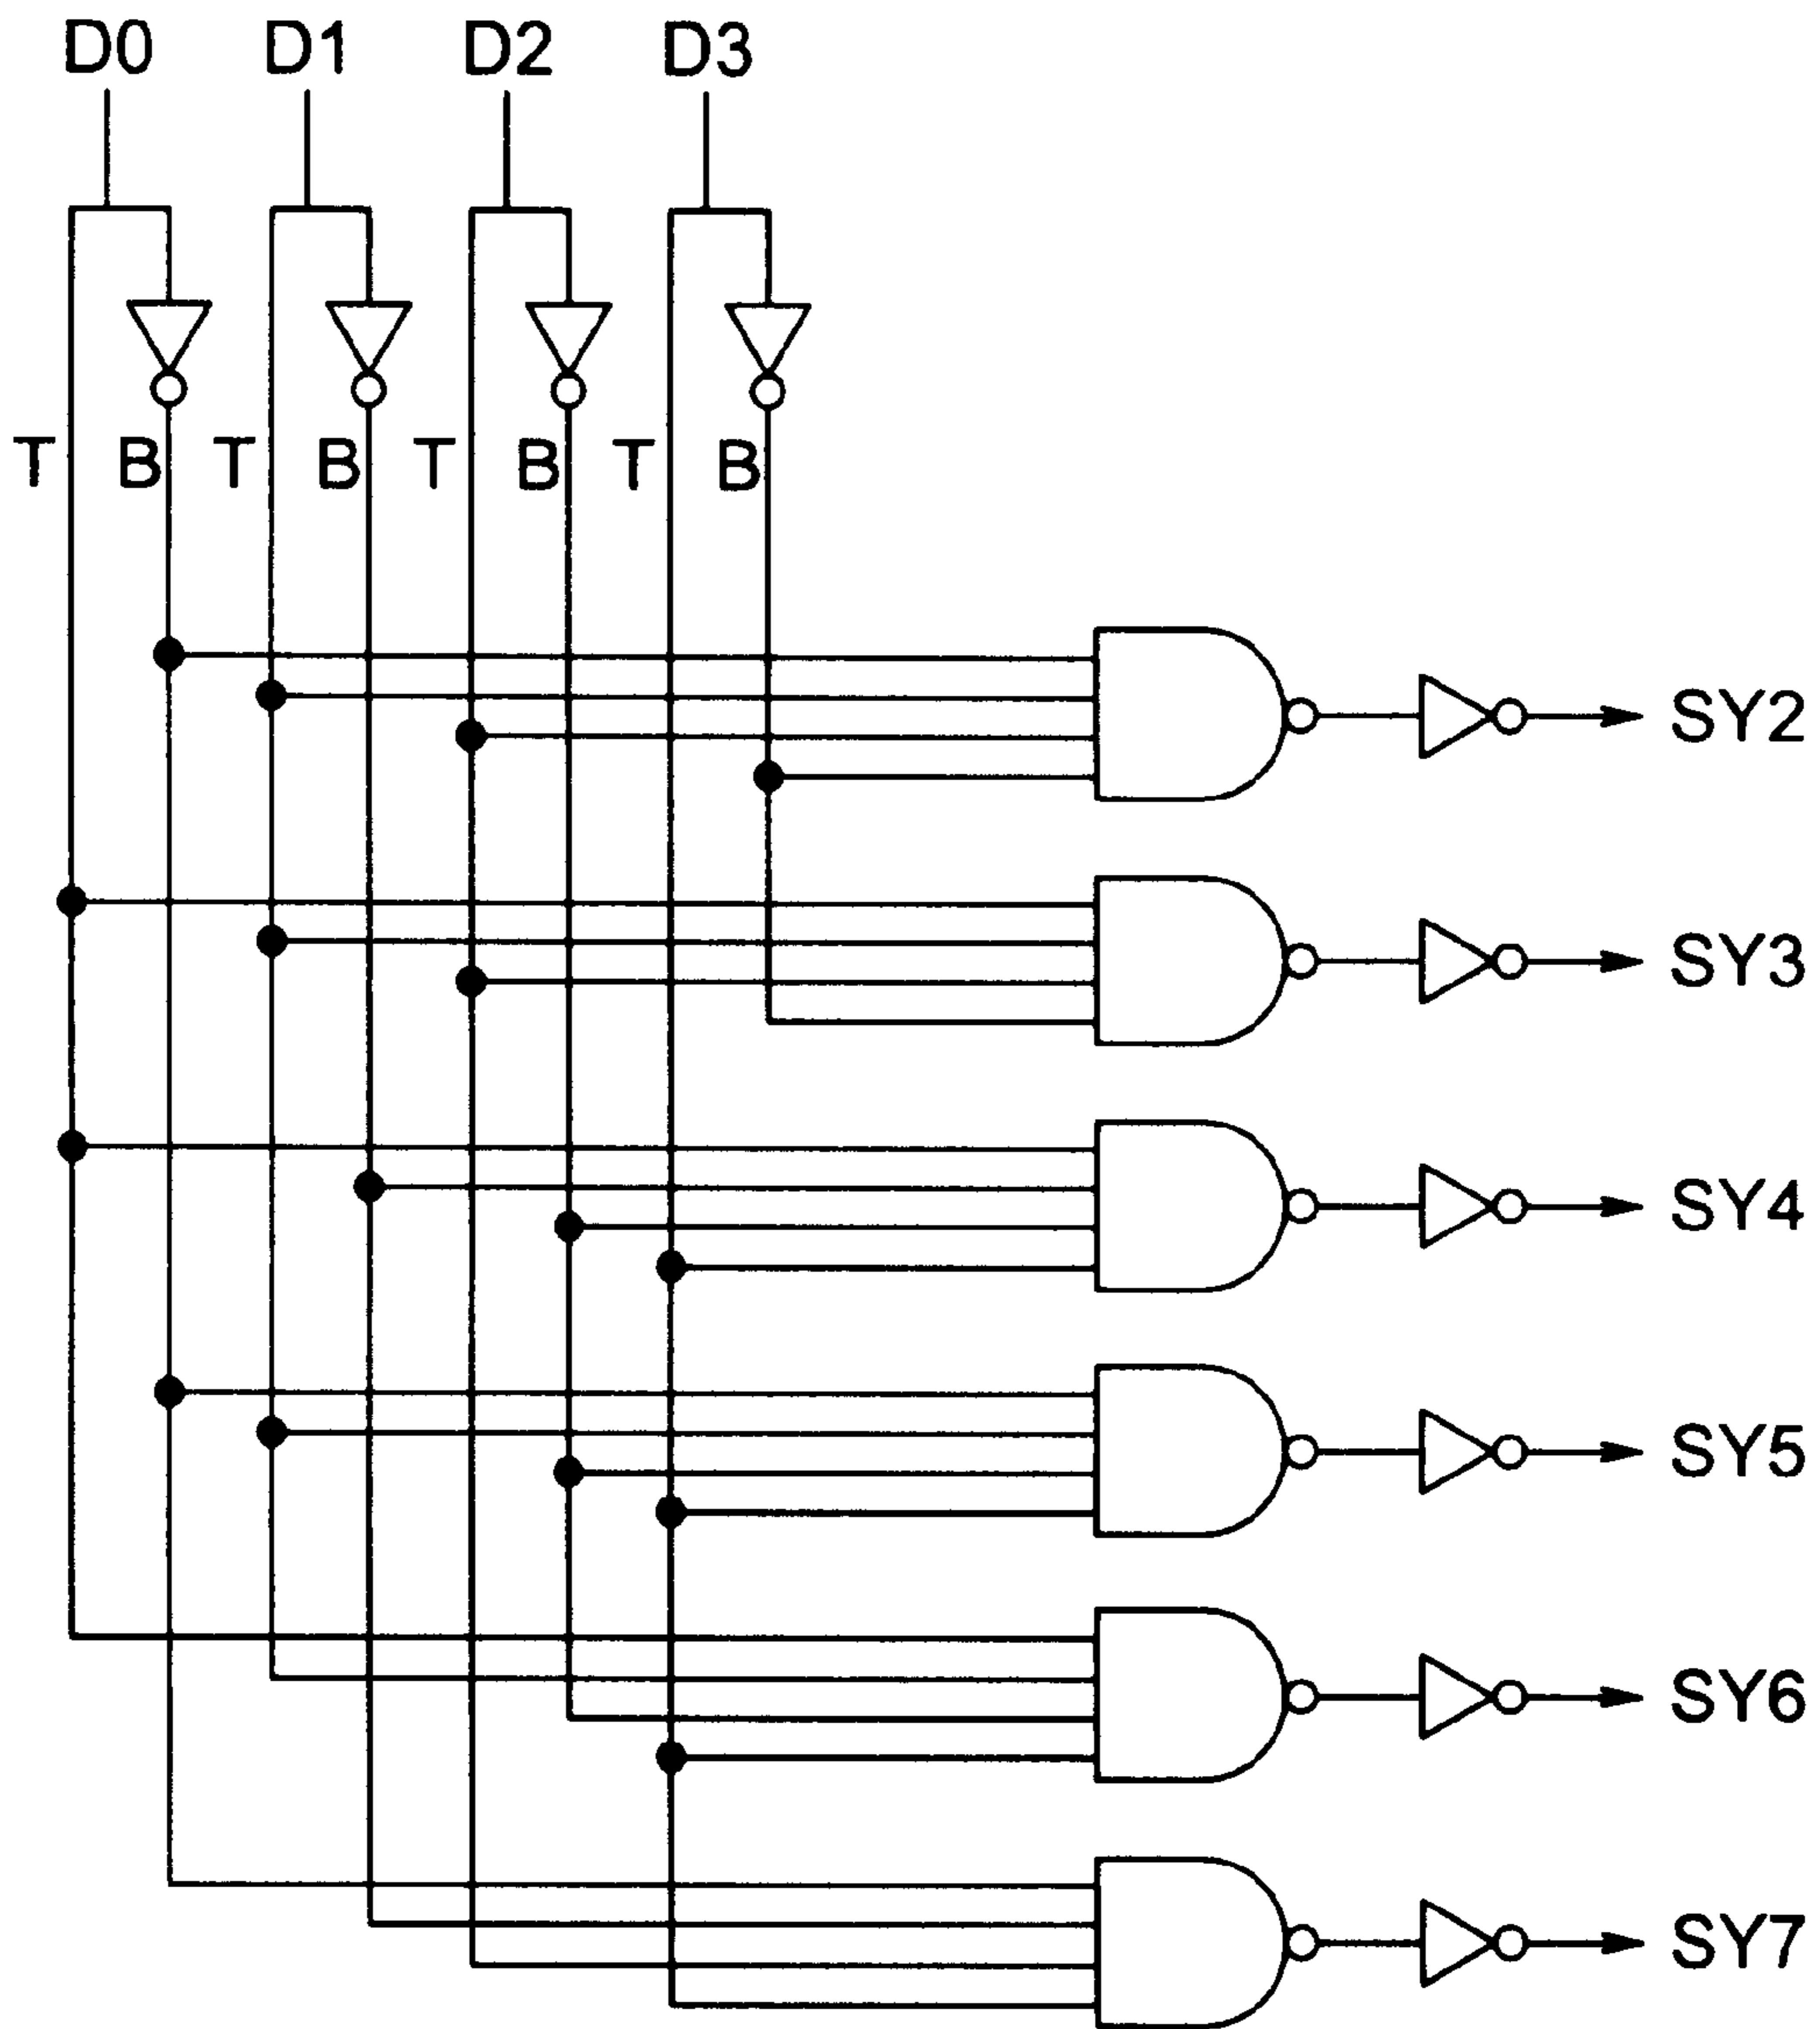 D0 D1 D2 D3
T B T B T B T B
SY2
SY3
SY4
SY5
SY6
SY7